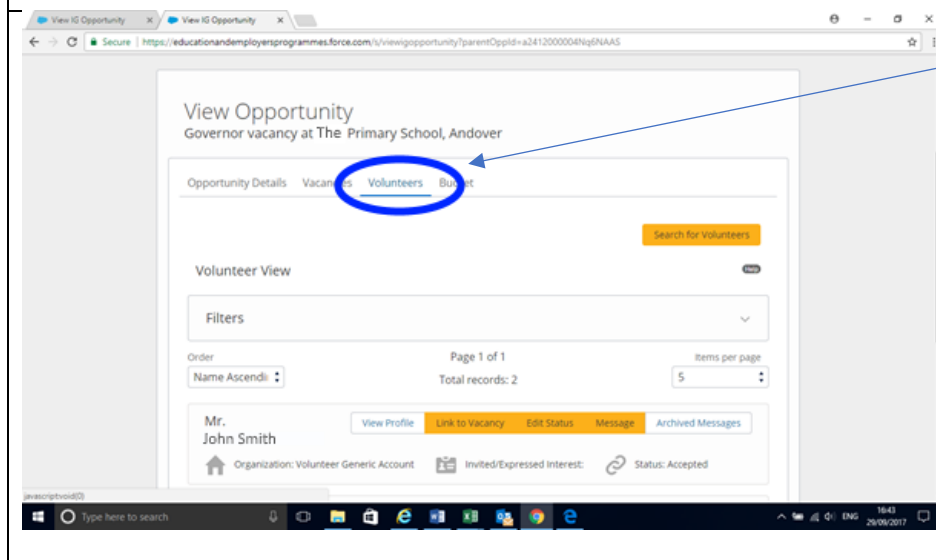 View IG Opportunity
View IG Opportunity
Secure | https://educationandemployersprogrammes.force.com/s/viewigopportunity?parentOppId=a2412000004Nq6NAAS
View Opportunity
Governor vacancy at The Primary School, Andover
Opportunity Details Vacancies Volunteers Budget
Search for Volunteers
Volunteer View Help
Filters
Order Page 1 of 1 Items per page
Name Ascendi Total records: 2 5
Mr. View Profile Link to Vacancy Edit Status Message Archived Messages
John Smith
Organization: Volunteer Generic Account Invited/Expressed Interest: Status: Accepted
javascript:void(0)
Type here to search ENG 16:43
29/09/2017